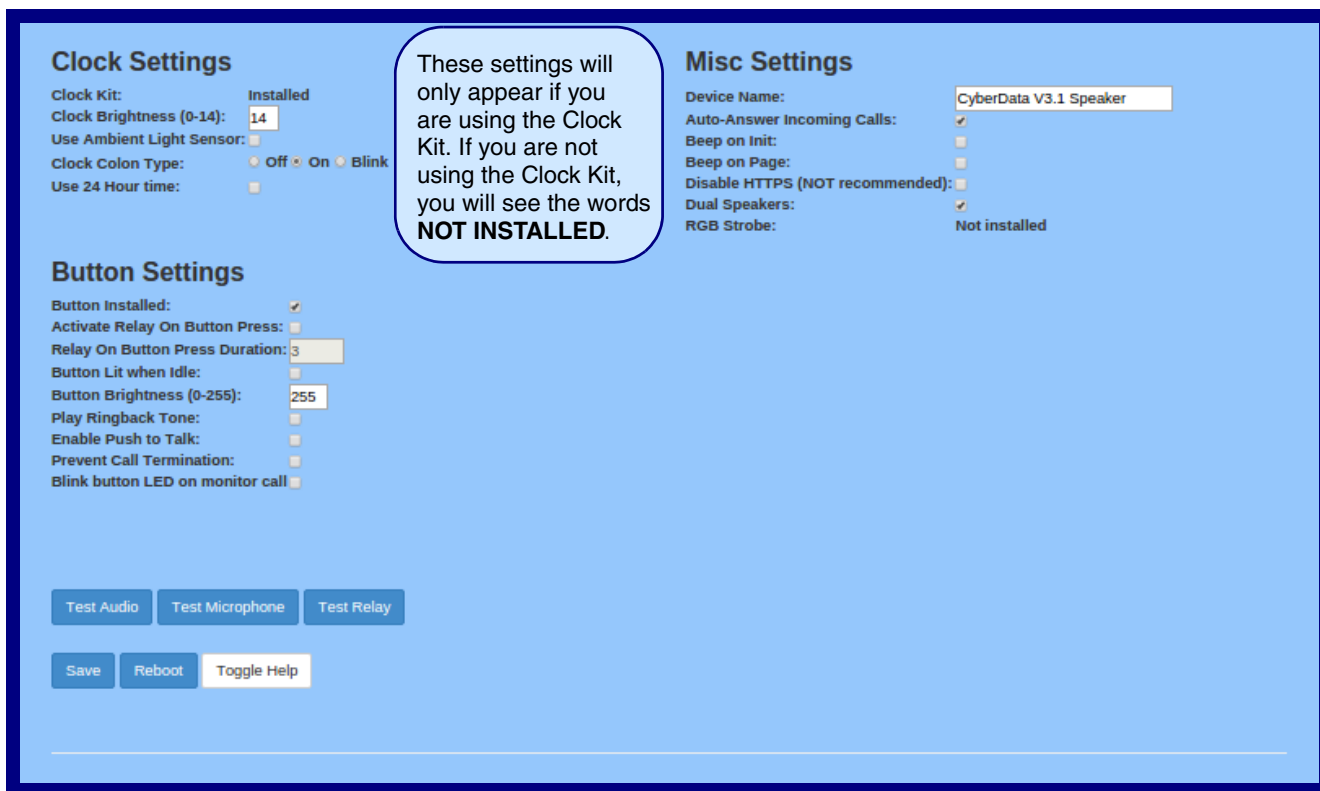 Clock Settings
Clock Kit: Installed
Clock Brightness (0-14): 14
Use Ambient Light Sensor:
Clock Colon Type: Off On Blink
Use 24 Hour time:
These settings will
only appear if you
are using the Clock
Kit. If you are not
using the Clock Kit,
you will see the words
NOT INSTALLED.
Misc Settings
Device Name: CyberData V3.1 Speaker
Auto-Answer Incoming Calls:
Beep on Init:
Beep on Page:
Disable HTTPS (NOT recommended):
Dual Speakers:
RGB Strobe: Not installed
Button Settings
Button Installed:
Activate Relay On Button Press:
Relay On Button Press Duration: 3
Button Lit when Idle:
Button Brightness (0-255): 255
Play Ringback Tone:
Enable Push to Talk:
Prevent Call Termination:
Blink button LED on monitor call
Test Audio Test Microphone Test Relay
Save Reboot Toggle Help